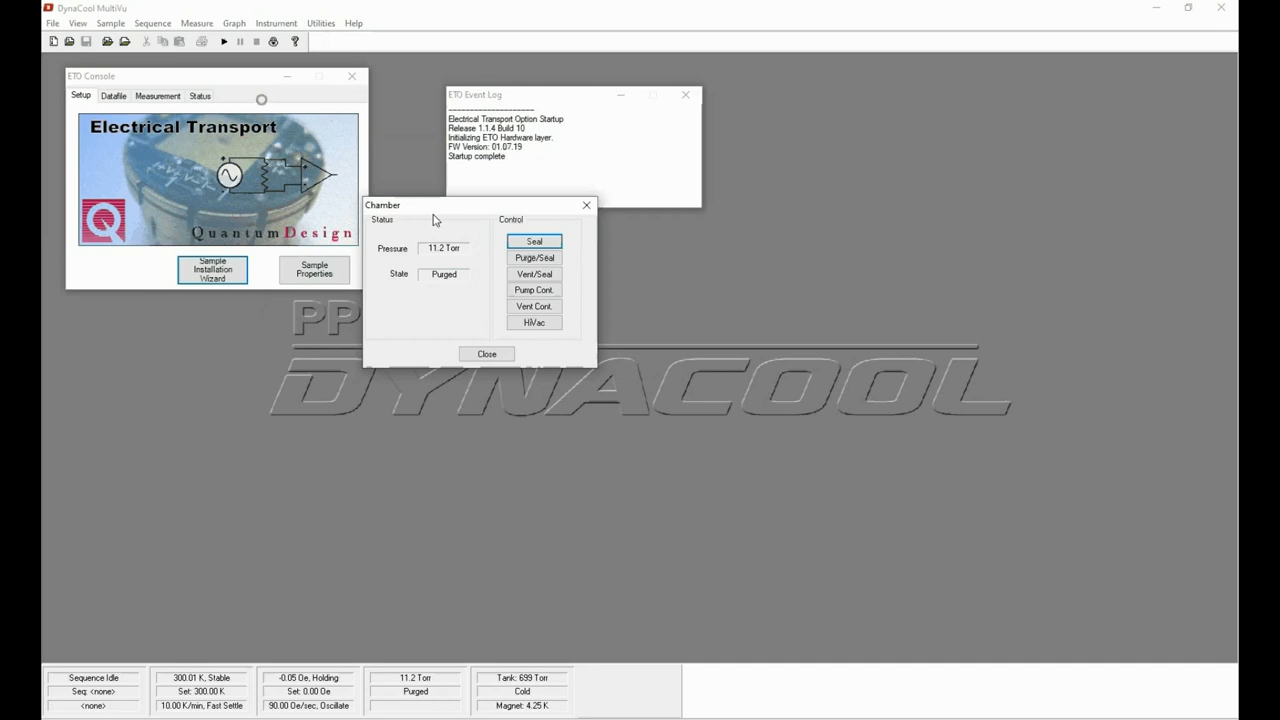 DynaCool MultiVu
File View Sample Sequence Measure Graph Instrument Utilities Help
ETO Console
Setup Datafile Measurement Status
Electrical Transport
QuantumDesign
Sample Installation Wizard
Sample Properties
ETO Event Log
--------------------
Electrical Transport Option Startup
Release 1.1.4 Build 10
Initializing ETO Hardware layer.
FW Version: 01.07.19
Startup complete
Chamber
Status
Pressure 11.2 Torr
State Purged
Control
Seal
Purge/Seal
Vent/Seal
Pump Cont.
Vent Cont.
HiVac
Close
PP
DYNACOOL
Sequence Idle
Seq: <none>
<none>
300.01 K, Stable
Set: 300.00 K
10.00 K/min, Fast Settle
-0.05 Oe, Holding
Set: 0.00 Oe
90.00 Oe/sec, Oscillate
11.2 Torr
Purged
Tank: 699 Torr
Cold
Magnet: 4.25 K